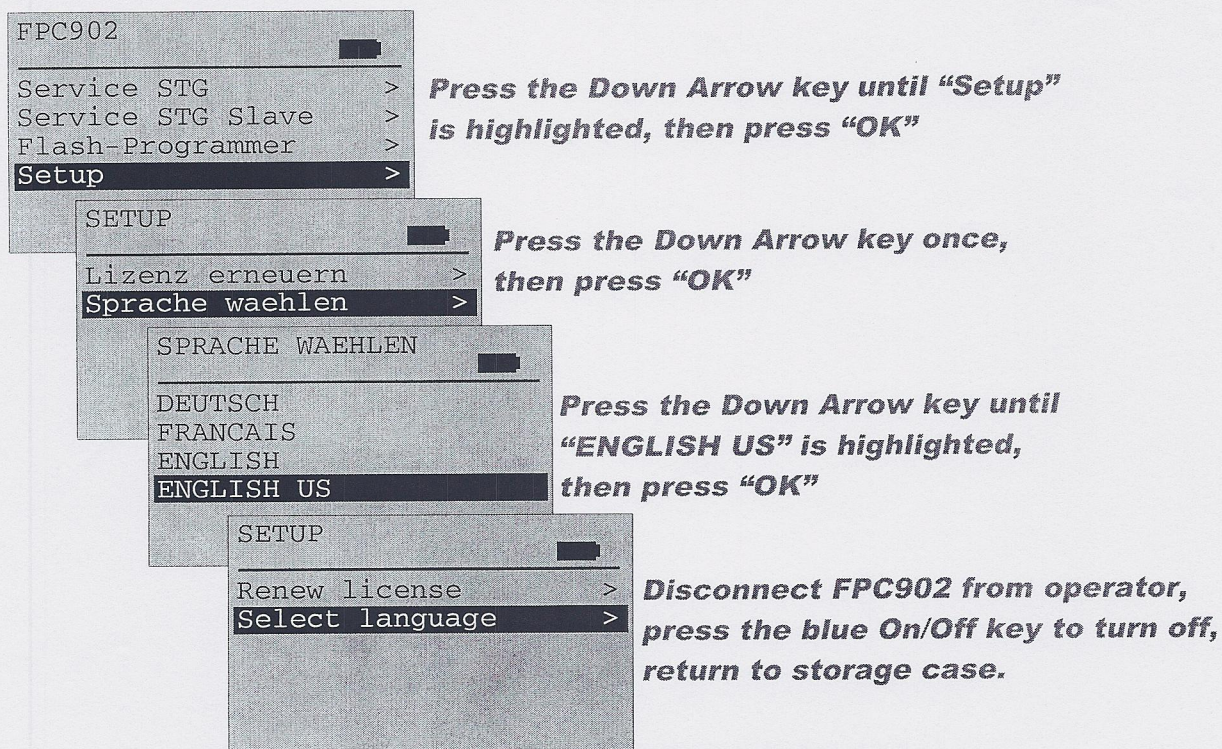 FPC902
Service STG >
Service STG Slave >
Flash-Programmer >
Setup >
Press the Down Arrow key until “Setup”
is highlighted, then press “OK”
SETUP
Lizenz erneuern >
Sprache waehlen >
Press the Down Arrow key once,
then press “OK”
SPRACHE WAEHLEN
DEUTSCH
FRANCAIS
ENGLISH
ENGLISH US
Press the Down Arrow key until
“ENGLISH US” is highlighted,
then press “OK”
SETUP
Renew license >
Select language >
Disconnect FPC902 from operator,
press the blue On/Off key to turn off,
return to storage case.